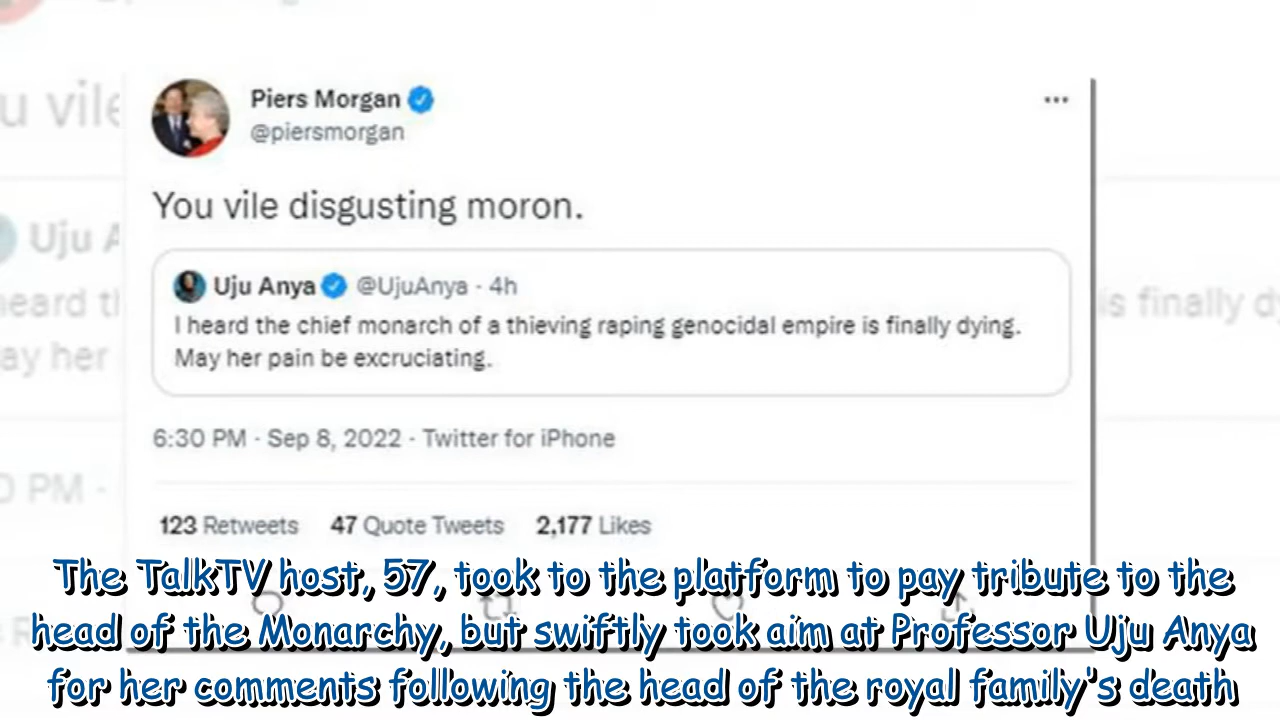 Piers Morgan
@piersmorgan
You vile disgusting moron.
Uju Anya @UjuAnya · 4h
I heard the chief monarch of a thieving raping genocidal empire is finally dying.
May her pain be excruciating.
6:30 PM · Sep 8, 2022 · Twitter for iPhone
123 Retweets 47 Quote Tweets 2,177 Likes
The TalkTV host, 57, took to the platform to pay tribute to the
head of the Monarchy, but swiftly took aim at Professor Uju Anya
for her comments following the head of the royal family's death